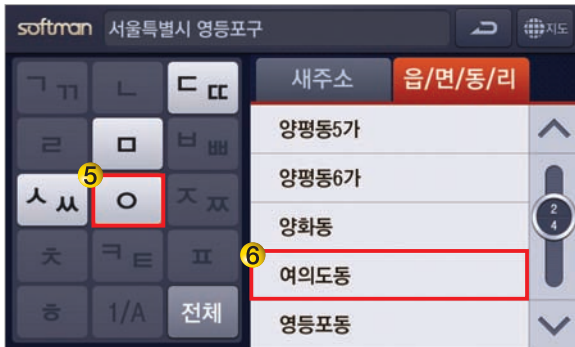 softman 서울특별시 영등포구 지도
ㄱ ㄲ ㄴ ㄷ ㄸ
ㄹ ㅁ ㅂ ㅃ
ㅅ ㅆ ㅇ ㅈ ㅉ
ㅊ ㅋ ㅌ ㅍ
ㅎ 1/A 전체
5
새주소 읍/면/동/리
양평동5가
양평동6가
양화동
6
여의도동
영등포동
2
4